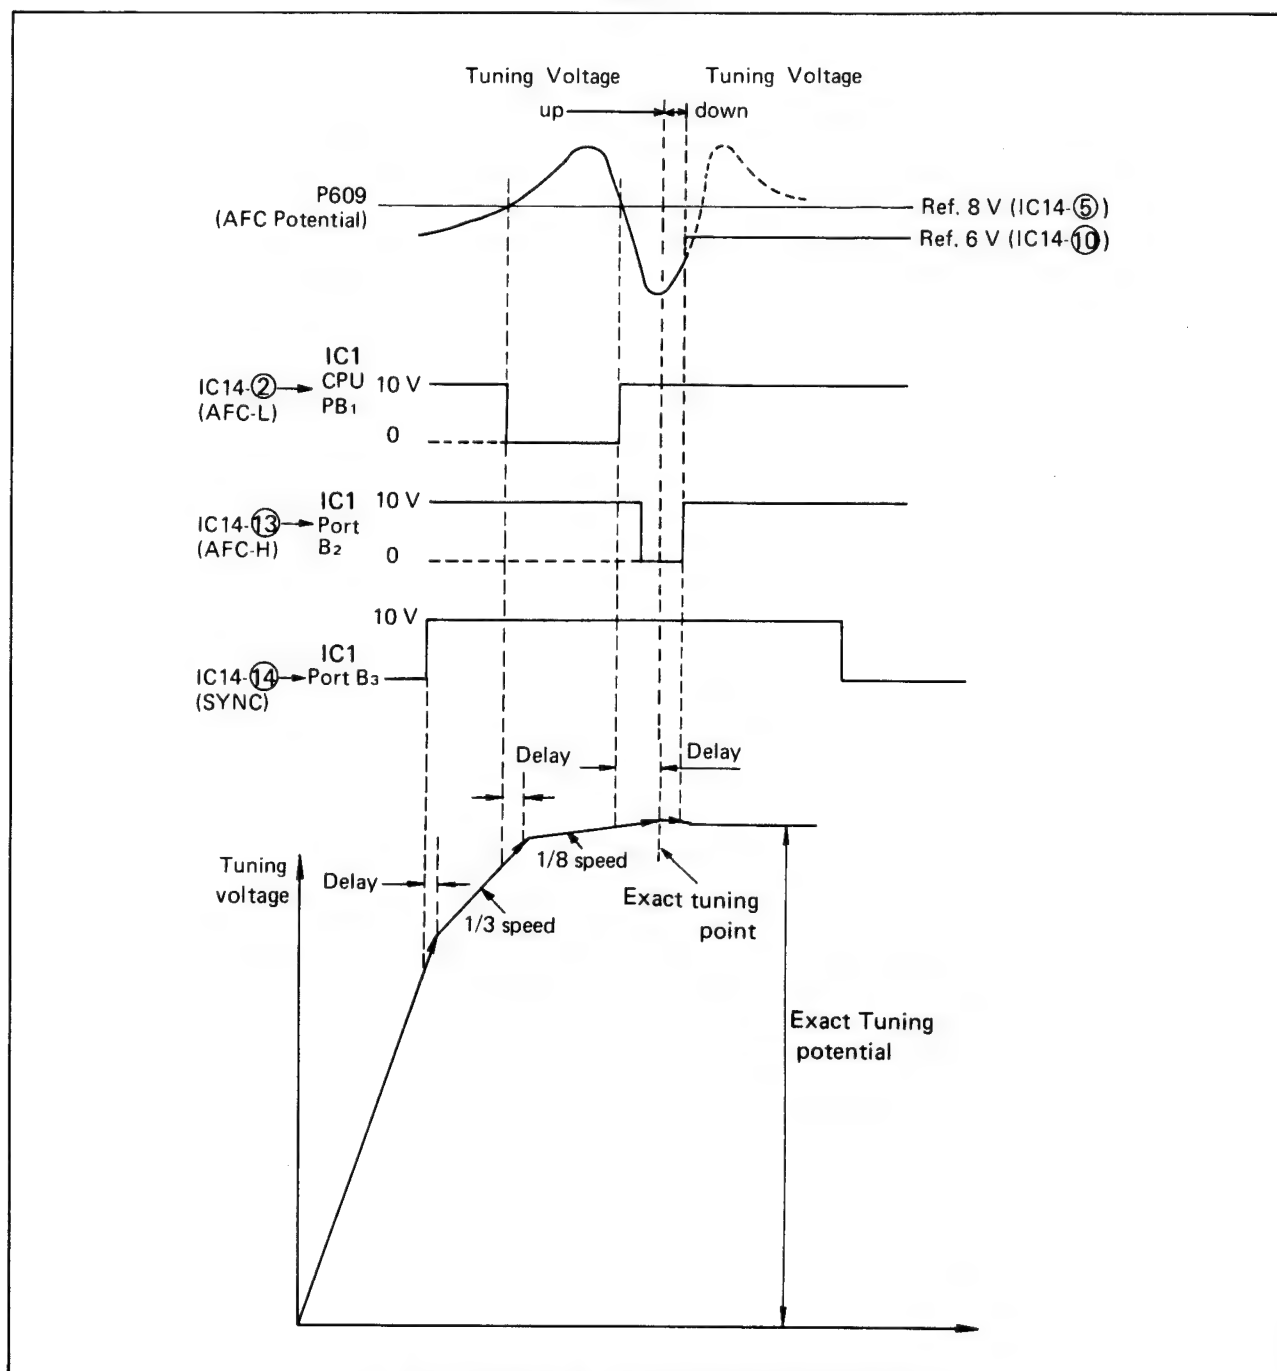 Tuning Voltage Tuning Voltage
up down
P609
(AFC Potential)
Ref. 8 V (IC14-⑤)
Ref. 6 V (IC14-⑩)
IC14-② IC1
CPU
PB1 10 V
(AFC-L)
0
IC14-⑬ IC1
Port
B2 10 V
(AFC-H)
0
10 V
IC14-⑭ IC1
Port B3
(SYNC)
Delay Delay
Tuning
voltage
Delay
1/3 speed
1/8 speed
Exact tuning
point
Exact Tuning
potential